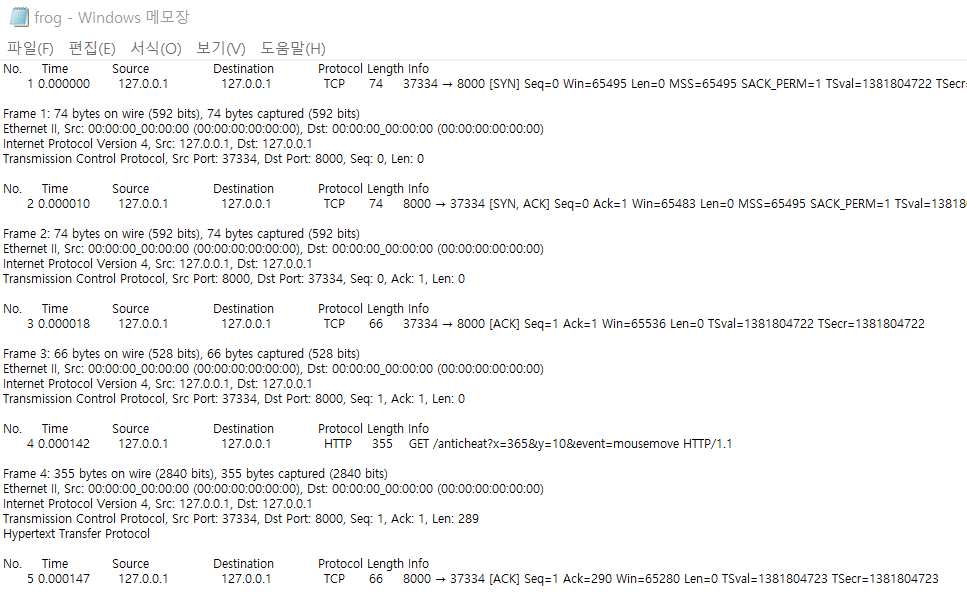 frog - Windows 메모장
파일(F) 편집(E) 서식(O) 보기(V) 도움말(H)
No. Time Source Destination Protocol Length Info
1 0.000000 127.0.0.1 127.0.0.1 TCP 74 37334 → 8000 [SYN] Seq=0 Win=65495 Len=0 MSS=65495 SACK_PERM=1 TSval=1381804722 TSecr=
Frame 1: 74 bytes on wire (592 bits), 74 bytes captured (592 bits)
Ethernet II, Src: 00:00:00_00:00:00 (00:00:00:00:00:00), Dst: 00:00:00_00:00:00 (00:00:00:00:00:00)
Internet Protocol Version 4, Src: 127.0.0.1, Dst: 127.0.0.1
Transmission Control Protocol, Src Port: 37334, Dst Port: 8000, Seq: 0, Len: 0
No. Time Source Destination Protocol Length Info
2 0.000010 127.0.0.1 127.0.0.1 TCP 74 8000 → 37334 [SYN, ACK] Seq=0 Ack=1 Win=65483 Len=0 MSS=65495 SACK_PERM=1 TSval=13818
Frame 2: 74 bytes on wire (592 bits), 74 bytes captured (592 bits)
Ethernet II, Src: 00:00:00_00:00:00 (00:00:00:00:00:00), Dst: 00:00:00_00:00:00 (00:00:00:00:00:00)
Internet Protocol Version 4, Src: 127.0.0.1, Dst: 127.0.0.1
Transmission Control Protocol, Src Port: 8000, Dst Port: 37334, Seq: 0, Ack: 1, Len: 0
No. Time Source Destination Protocol Length Info
3 0.000018 127.0.0.1 127.0.0.1 TCP 66 37334 → 8000 [ACK] Seq=1 Ack=1 Win=65536 Len=0 TSval=1381804722 TSecr=1381804722
Frame 3: 66 bytes on wire (528 bits), 66 bytes captured (528 bits)
Ethernet II, Src: 00:00:00_00:00:00 (00:00:00:00:00:00), Dst: 00:00:00_00:00:00 (00:00:00:00:00:00)
Internet Protocol Version 4, Src: 127.0.0.1, Dst: 127.0.0.1
Transmission Control Protocol, Src Port: 37334, Dst Port: 8000, Seq: 1, Ack: 1, Len: 0
No. Time Source Destination Protocol Length Info
4 0.000142 127.0.0.1 127.0.0.1 HTTP 355 GET /anticheat?x=365&y=10&event=mousemove HTTP/1.1
Frame 4: 355 bytes on wire (2840 bits), 355 bytes captured (2840 bits)
Ethernet II, Src: 00:00:00_00:00:00 (00:00:00:00:00:00), Dst: 00:00:00_00:00:00 (00:00:00:00:00:00)
Internet Protocol Version 4, Src: 127.0.0.1, Dst: 127.0.0.1
Transmission Control Protocol, Src Port: 37334, Dst Port: 8000, Seq: 1, Ack: 1, Len: 289
Hypertext Transfer Protocol
No. Time Source Destination Protocol Length Info
5 0.000147 127.0.0.1 127.0.0.1 TCP 66 8000 → 37334 [ACK] Seq=1 Ack=290 Win=65280 Len=0 TSval=1381804723 TSecr=1381804723